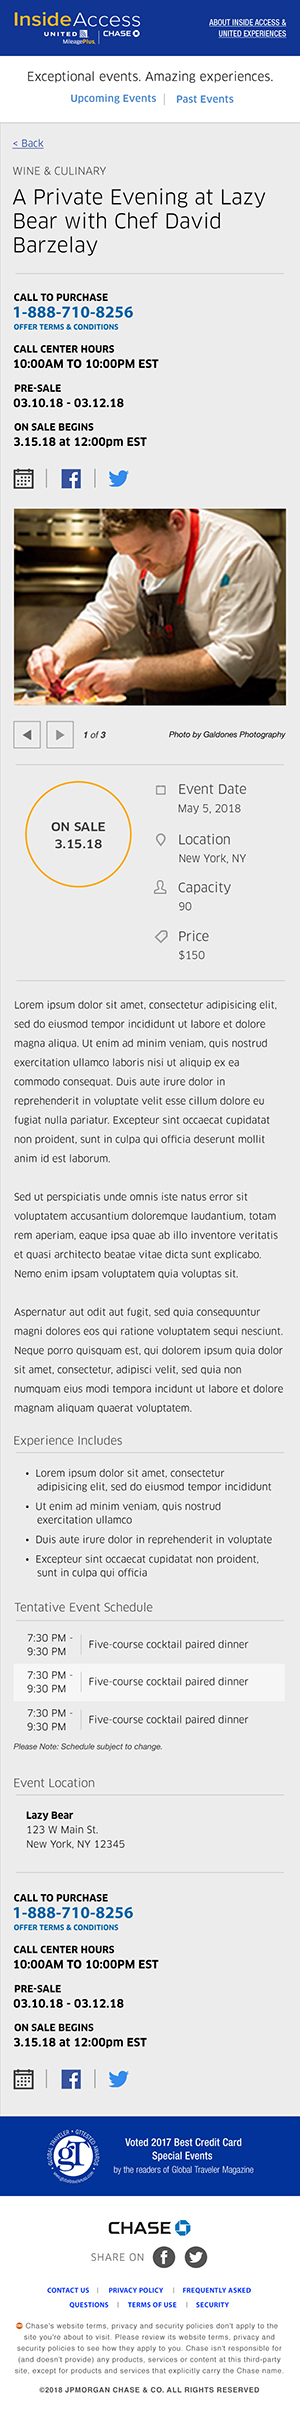 InsideAccess
UNITED CHASE
MileagePlus.
ABOUT INSIDE ACCESS &
UNITED EXPERIENCES
Exceptional events. Amazing experiences.
Upcoming Events | Past Events
< Back
WINE & CULINARY
A Private Evening at Lazy
Bear with Chef David
Barzelay
CALL TO PURCHASE
1-888-710-8256
OFFER TERMS & CONDITIONS
CALL CENTER HOURS
10:00AM TO 10:00PM EST
PRE-SALE
03.10.18 - 03.12.18
ON SALE BEGINS
3.15.18 at 12:00pm EST
1 of 3
Photo by Galdones Photography
ON SALE
3.15.18
Event Date
May 5, 2018
Location
New York, NY
Capacity
90
Price
$150
Lorem ipsum dolor sit amet, consectetur adipisicing elit,
sed do eiusmod tempor incididunt ut labore et dolore
magna aliqua. Ut enim ad minim veniam, quis nostrud
exercitation ullamco laboris nisi ut aliquip ex ea
commodo consequat. Duis aute irure dolor in
reprehenderit in voluptate velit esse cillum dolore eu
fugiat nulla pariatur. Excepteur sint occaecat cupidatat
non proident, sunt in culpa qui officia deserunt mollit
anim id est laborum.
Sed ut perspiciatis unde omnis iste natus error sit
voluptatem accusantium doloremque laudantium, totam
rem aperiam, eaque ipsa quae ab illo inventore veritatis
et quasi architecto beatae vitae dicta sunt explicabo.
Nemo enim ipsam voluptatem quia voluptas sit.
Aspernatur aut odit aut fugit, sed quia consequuntur
magni dolores eos qui ratione voluptatem sequi nesciunt.
Neque porro quisquam est, qui dolorem ipsum quia dolor
sit amet, consectetur, adipisci velit, sed quia non
numquam eius modi tempora incidunt ut labore et dolore
magnam aliquam quaerat voluptatem.
Experience Includes
• Lorem ipsum dolor sit amet, consectetur
adipisicing elit, sed do eiusmod tempor incididunt
• Ut enim ad minim veniam, quis nostrud
exercitation ullamco
• Duis aute irure dolor in reprehenderit in voluptate
• Excepteur sint occaecat cupidatat non proident,
sunt in culpa qui officia
Tentative Event Schedule
7:30 PM -
9:30 PM
Five-course cocktail paired dinner
7:30 PM -
9:30 PM
Five-course cocktail paired dinner
7:30 PM -
9:30 PM
Five-course cocktail paired dinner
Please Note: Schedule subject to change.
Event Location
Lazy Bear
123 W Main St.
New York, NY 12345
CALL TO PURCHASE
1-888-710-8256
OFFER TERMS & CONDITIONS
CALL CENTER HOURS
10:00AM TO 10:00PM EST
PRE-SALE
03.10.18 - 03.12.18
ON SALE BEGINS
3.15.18 at 12:00pm EST
GLOBAL TRAVELER • GT TESTED AWARDS
gt
www.globaltravelerusa.com
Voted 2017 Best Credit Card
Special Events
by the readers of Global Traveler Magazine
CHASE
SHARE ON
CONTACT US | PRIVACY POLICY | FREQUENTLY ASKED
QUESTIONS | TERMS OF USE | SECURITY
Chase's website terms, privacy and security policies don't apply to the
site you're about to visit. Please review its website terms, privacy and
security policies to see how they apply to you. Chase isn't responsible for
(and doesn't provide) any products, services or content at this third-party
site, except for products and services that explicitly carry the Chase name.
©2018 JPMORGAN CHASE & CO. ALL RIGHTS RESERVED